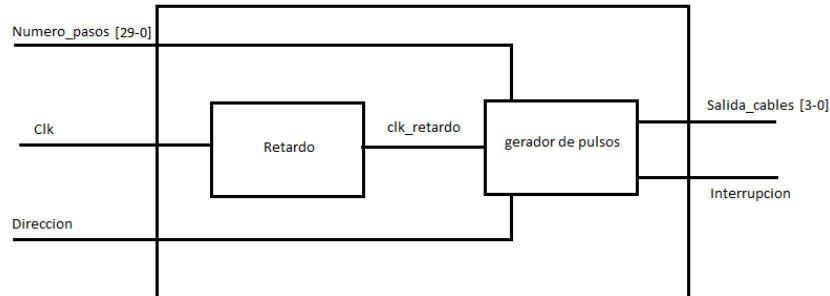 Numero_pasos [29-0]
Salida_cables [3-0]
Clk
clk_retardo
Retardo
gerador de pulsos
Interrupcion
Direccion